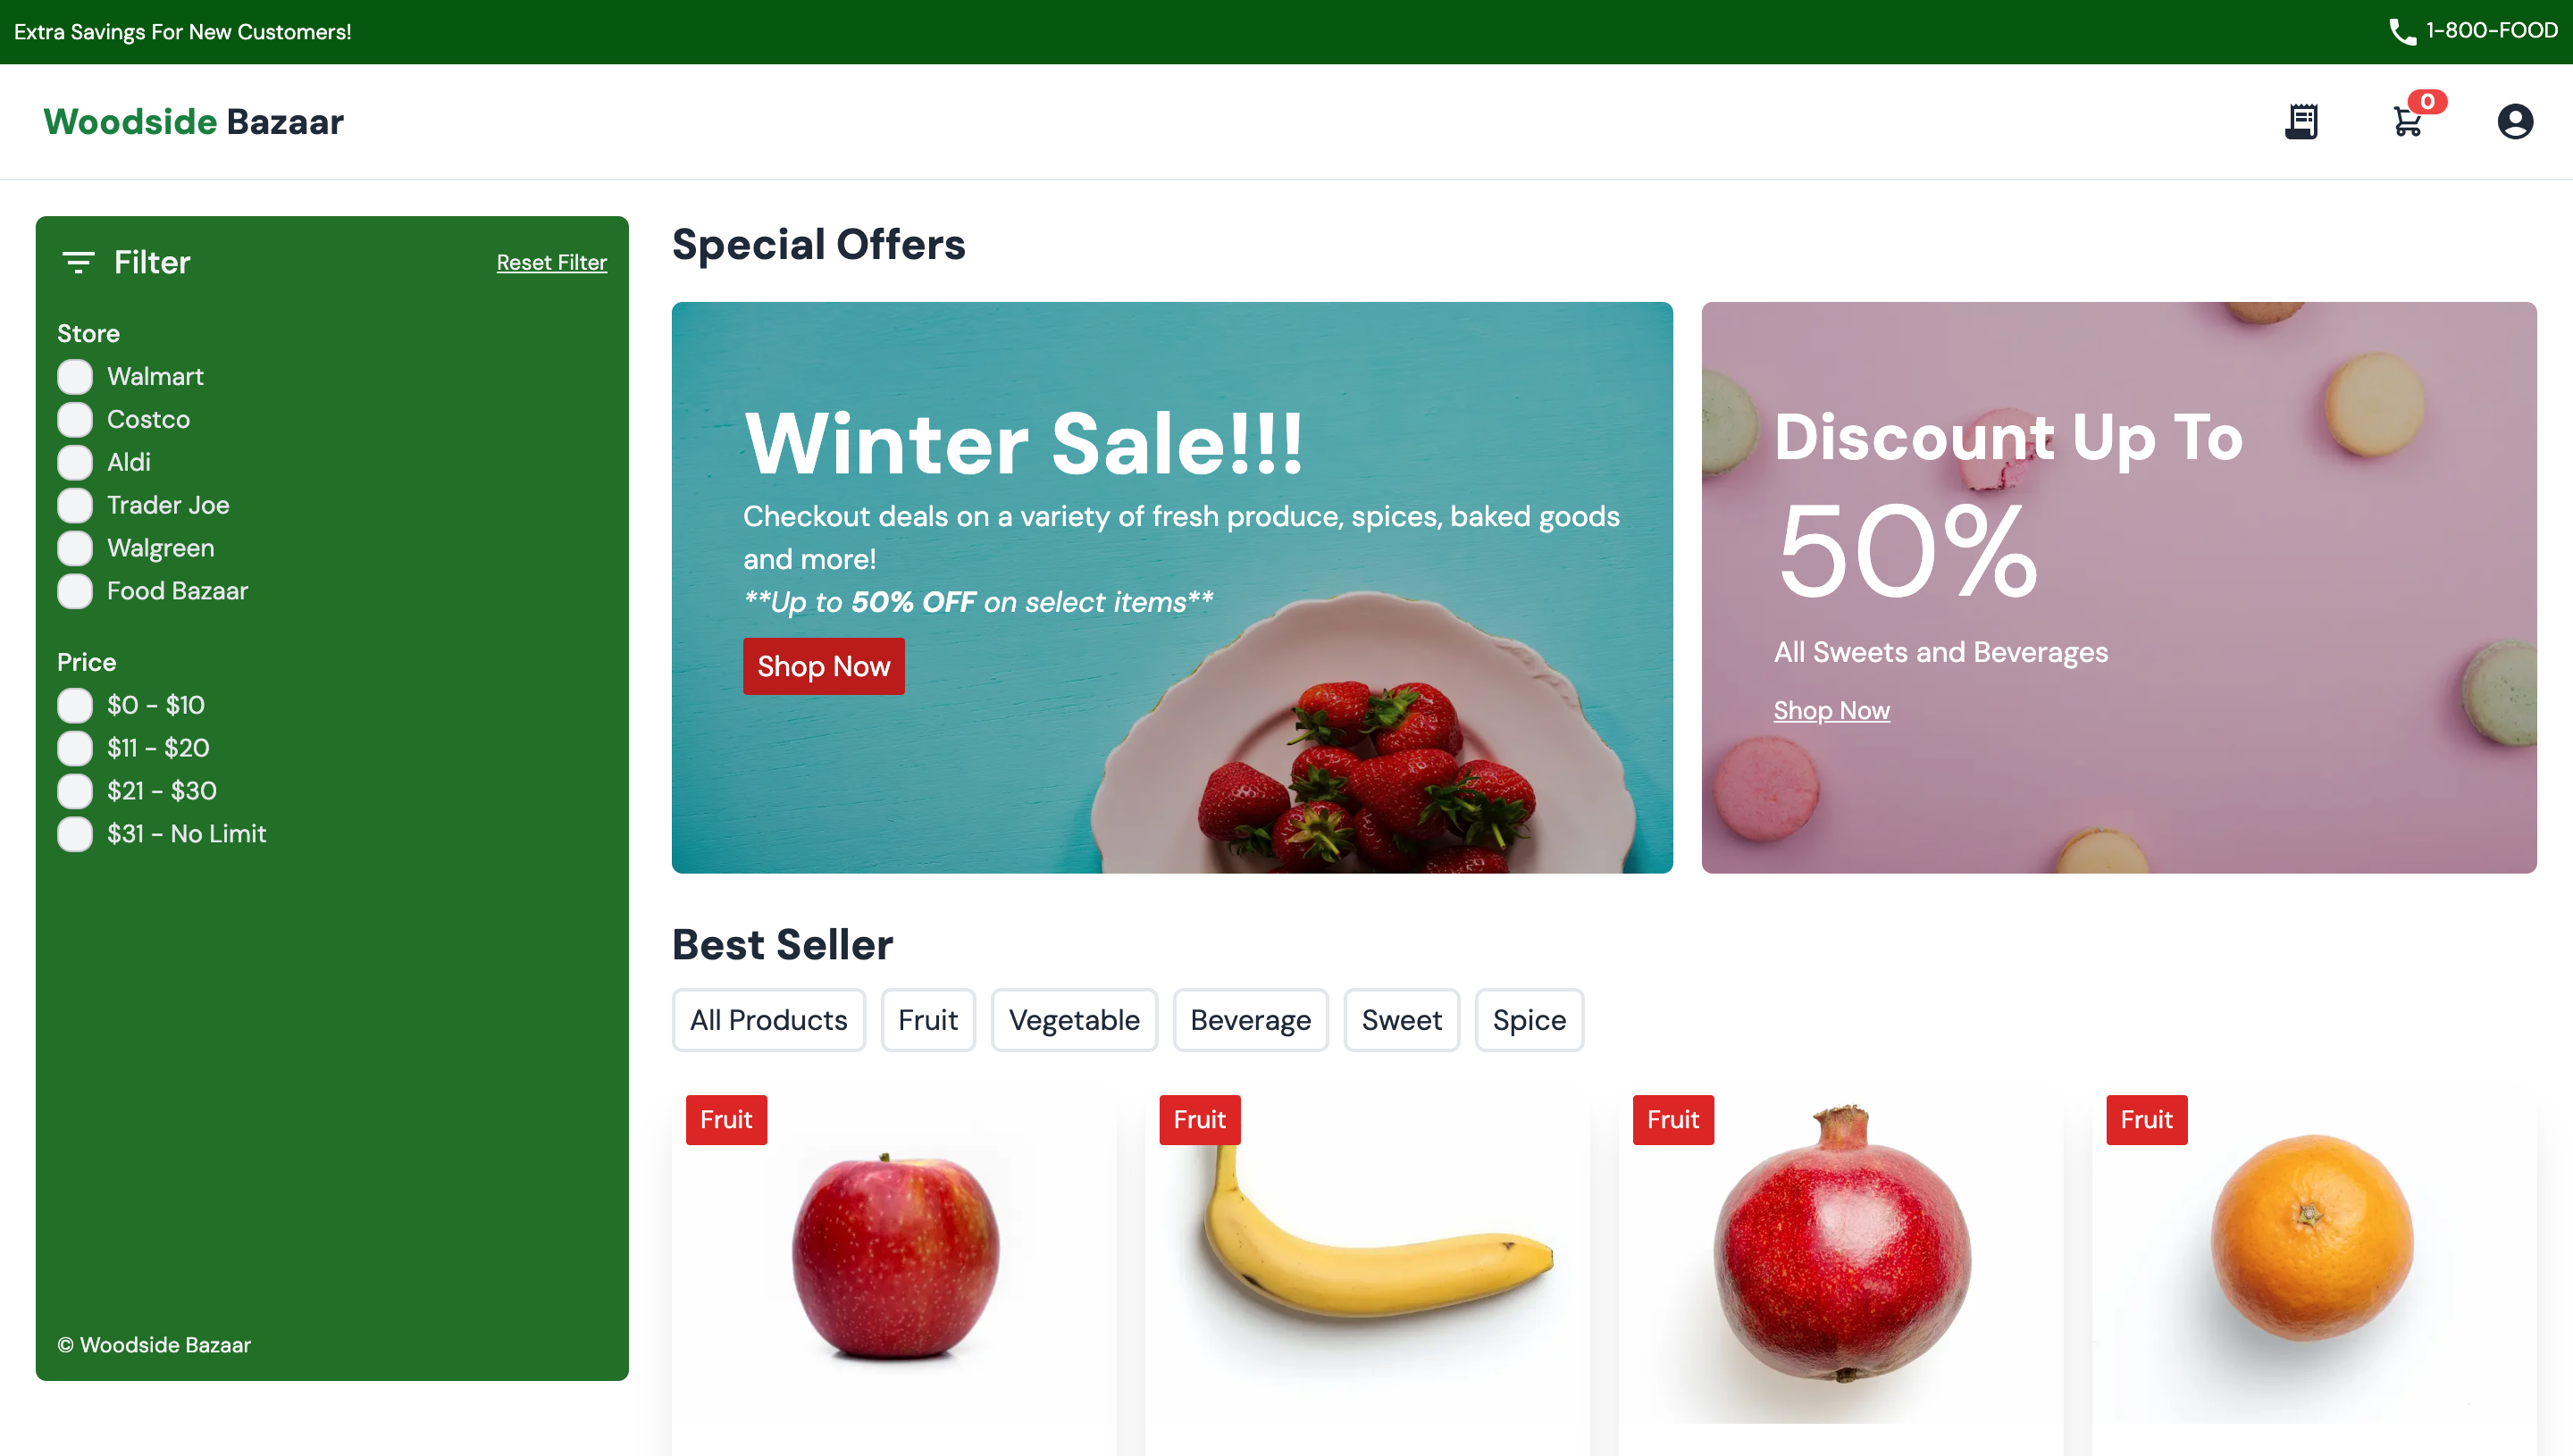 Extra Savings For New Customers!
1-800-FOOD
Woodside Bazaar
0
Filter
Reset Filter
Store
Walmart
Costco
Aldi
Trader Joe
Walgreen
Food Bazaar
Price
$0 - $10
$11 - $20
$21 - $30
$31 - No Limit
© Woodside Bazaar
Special Offers
Winter Sale!!!
Checkout deals on a variety of fresh produce, spices, baked goods
and more!
**Up to 50% OFF on select items**
Shop Now
Discount Up To
50%
All Sweets and Beverages
Shop Now
Best Seller
All Products
Fruit
Vegetable
Beverage
Sweet
Spice
Fruit
Fruit
Fruit
Fruit